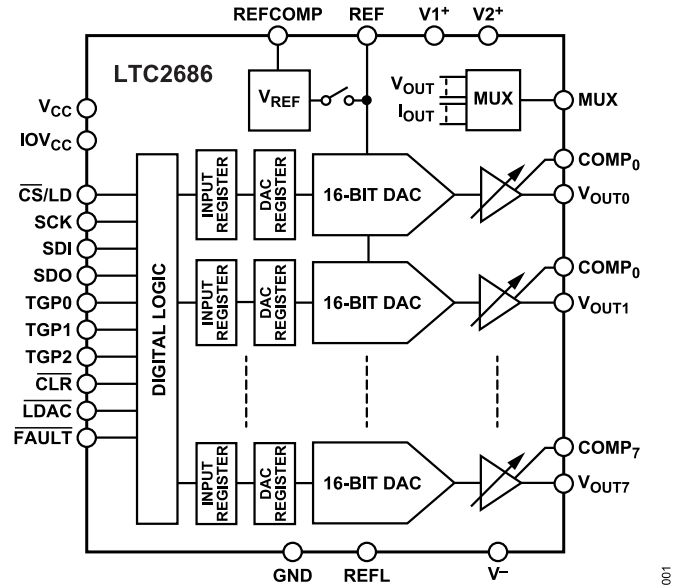 REFCOMP REF V1+ V2+
LTC2686
VCC
IOVCC
VREF
VOUT
IOUT
MUX
MUX
CS/LD
SCK
SDI
SDO
TGP0
TGP1
TGP2
CLR
LDAC
FAULT
DIGITAL LOGIC
INPUT
REGISTER
DAC
REGISTER
16-BIT DAC
COMP0
VOUT0
INPUT
REGISTER
DAC
REGISTER
16-BIT DAC
COMP0
VOUT1
INPUT
REGISTER
DAC
REGISTER
16-BIT DAC
COMP7
VOUT7
GND REFL V–
001